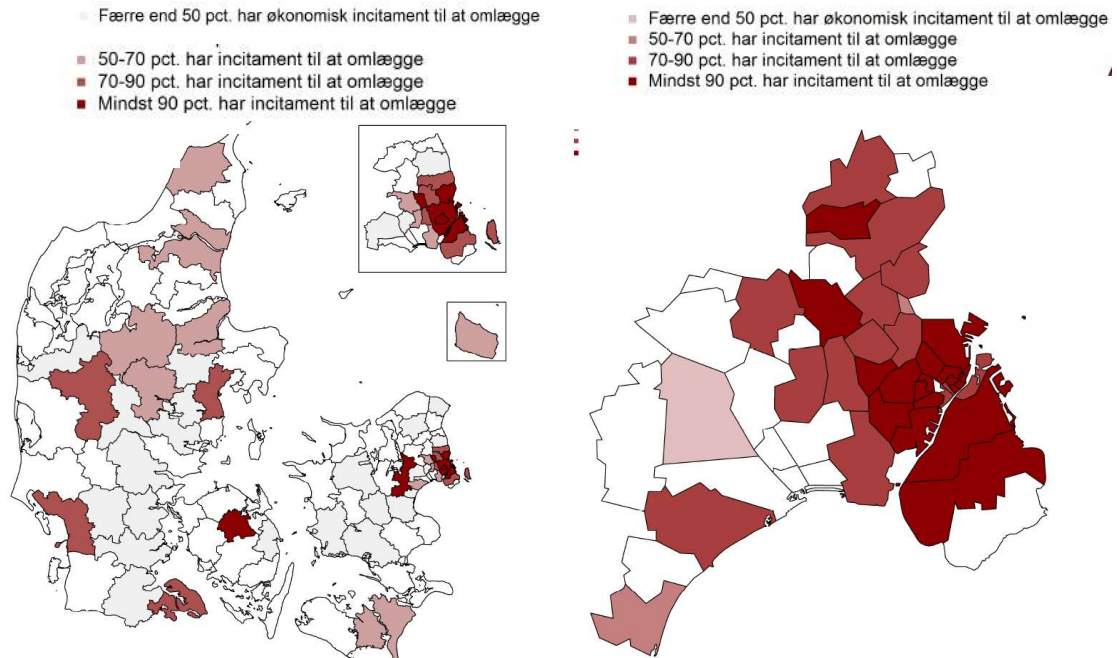 Færre end 50 pct. har økonomisk incitament til at omlægge
50-70 pct. har incitament til at omlægge
70-90 pct. har incitament til at omlægge
Mindst 90 pct. har incitament til at omlægge
Færre end 50 pct. har økonomisk incitament til at omlægge
50-70 pct. har incitament til at omlægge
70-90 pct. har incitament til at omlægge
Mindst 90 pct. har incitament til at omlægge